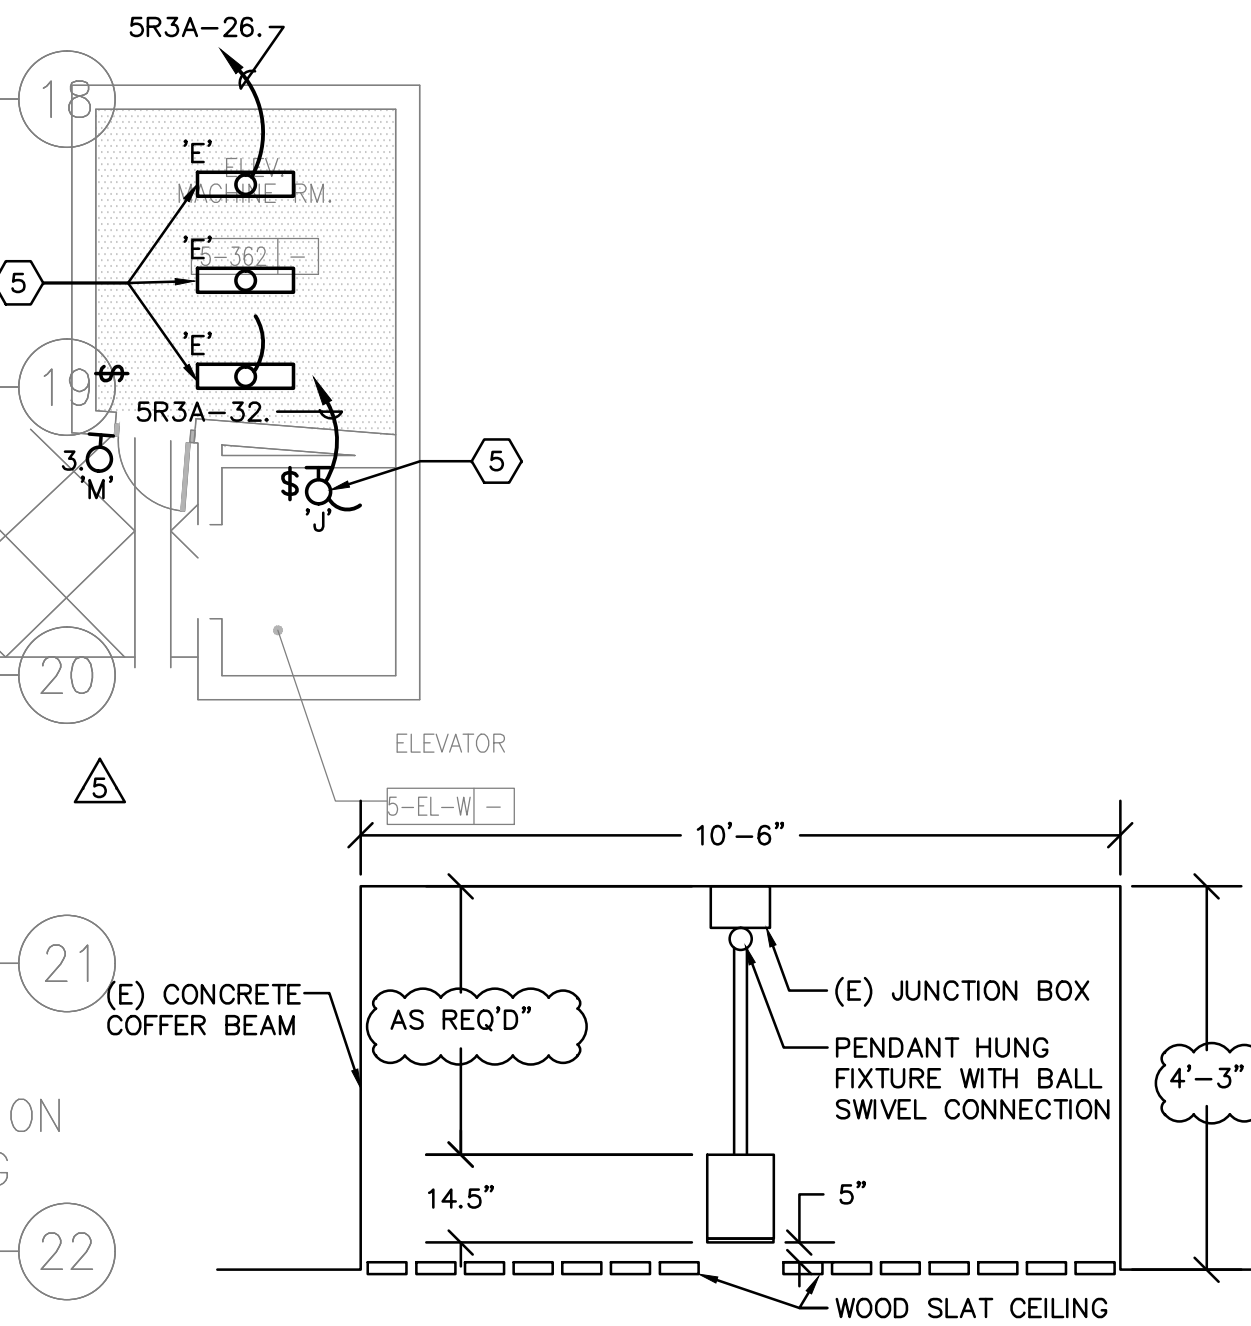 5R3A-26.
18
'E'
ELEV.
MACHINE RM.
'E'
5-362 -
5
'E'
19
$
5R3A-32.
3.
'M'
$
'J'
5
20
ELEVATOR
5-EL-W -
5
10'-6"
21
(E) CONCRETE
COFFER BEAM
AS REQ'D"
(E) JUNCTION BOX
PENDANT HUNG
FIXTURE WITH BALL
SWIVEL CONNECTION
4'-3"
ON
G
14.5"
5"
22
WOOD SLAT CEILING